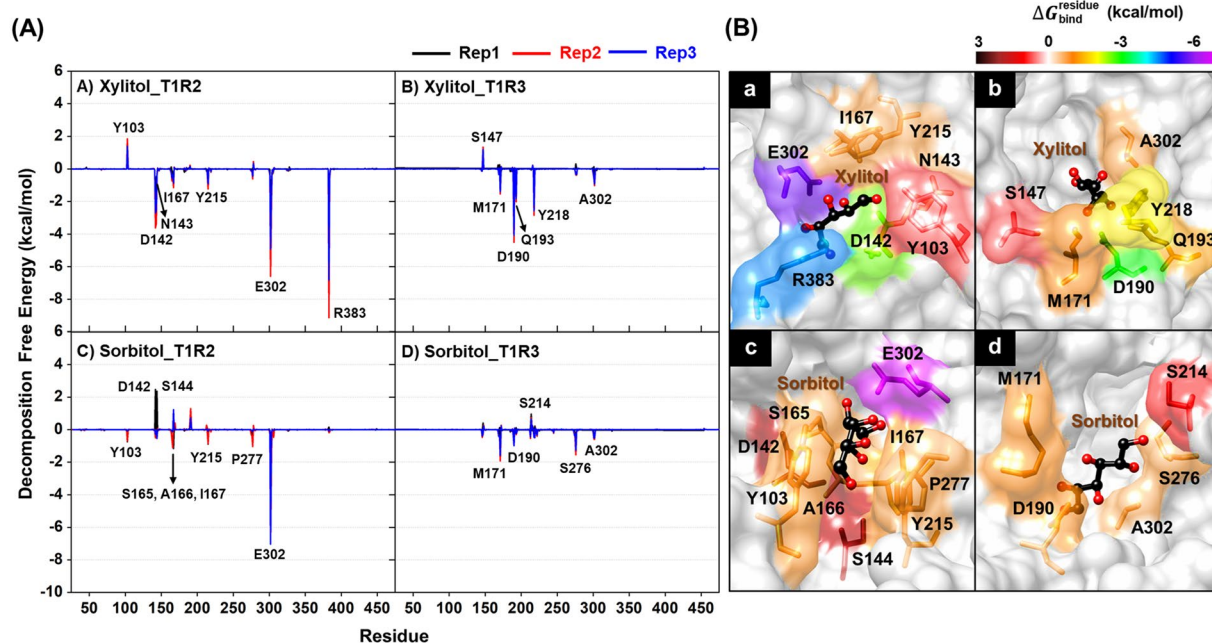 (A)
Rep1 Rep2 Rep3
Decomposition Free Energy (kcal/mol)
6
4
2
0
-2
-4
-6
-8
6
4
2
0
-2
-4
-6
-8
-10
A) Xylitol_T1R2
Y103
I167
Y215
N143
D142
E302
R383
B) Xylitol_T1R3
S147
M171
A302
Y218
Q193
D190
C) Sorbitol_T1R2
D142 S144
Y103
Y215
P277
S165, A166, I167
E302
D) Sorbitol_T1R3
S214
D190
A302
M171
S276
50 100 150 200 250 300 350 400 450
50 100 150 200 250 300 350 400 450
Residue
(B)
ΔG residue bind (kcal/mol)
3 0 -3 -6
a
I167
Y215
E302
N143
Xylitol
D142
Y103
R383
b
A302
Xylitol
S147
Y218
Q193
M171
D190
c
E302
Sorbitol
S165
I167
D142
P277
Y103
A166
Y215
S144
d
M171
S214
Sorbitol
S276
D190
A302